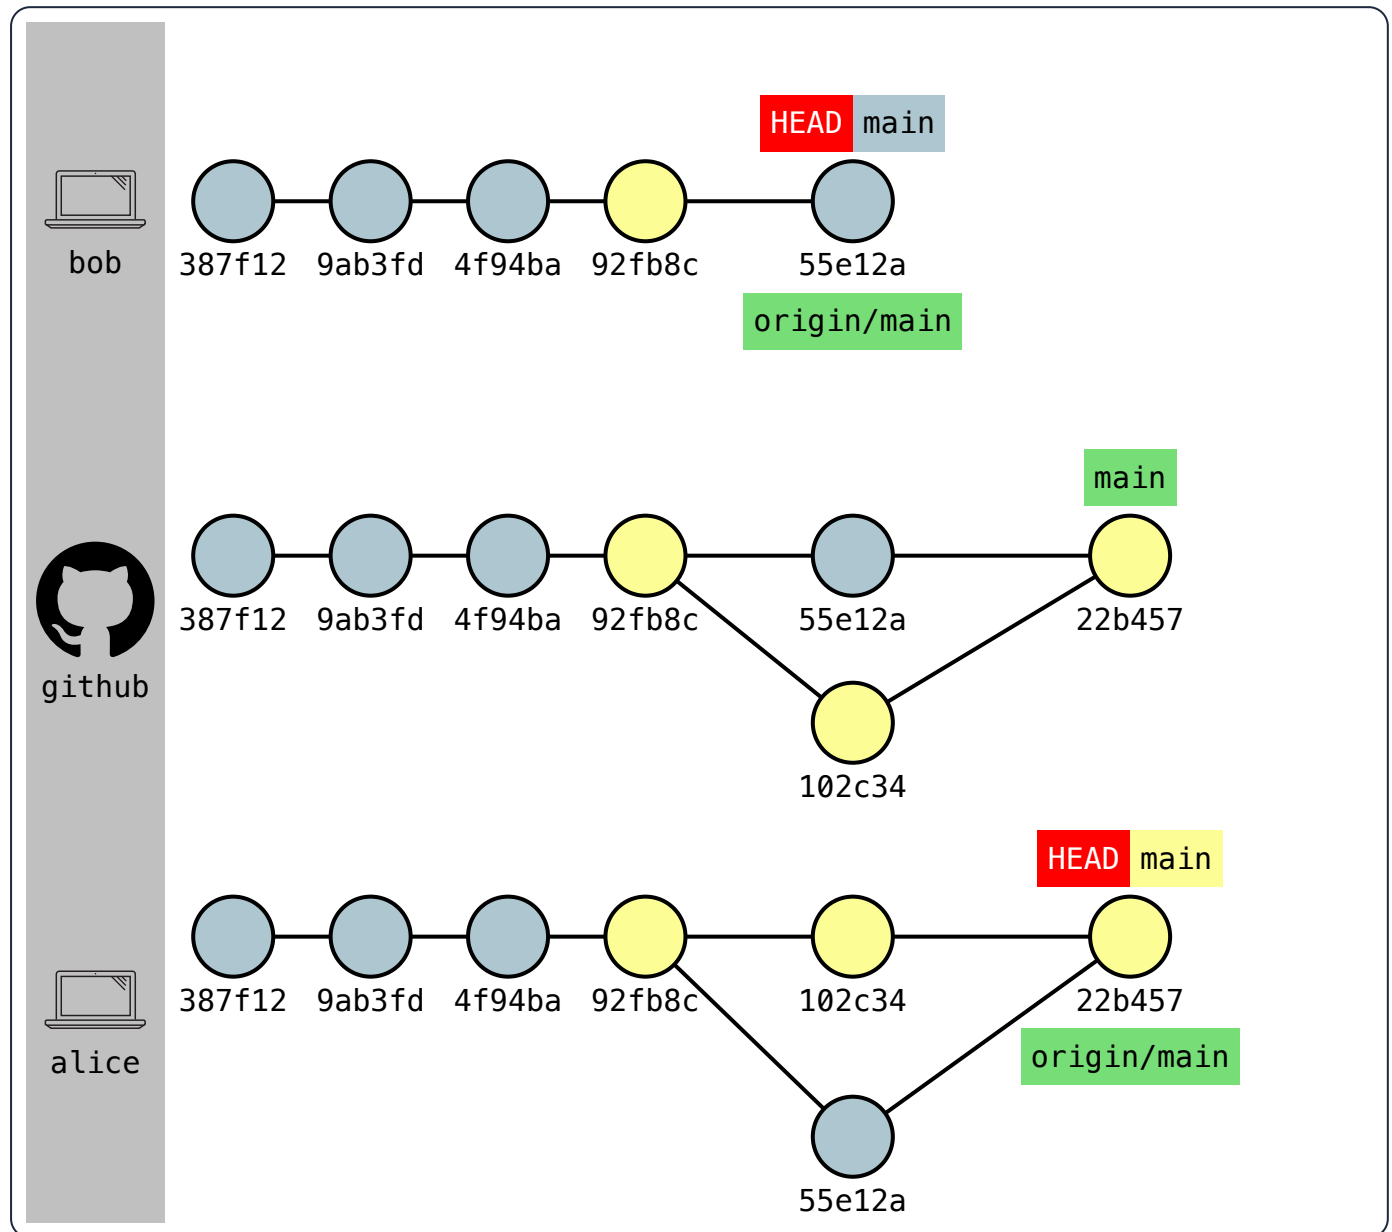 HEAD main
bob
387f12 9ab3fd 4f94ba 92fb8c 55e12a
origin/main
main
387f12 9ab3fd 4f94ba 92fb8c 55e12a 22b457
github
102c34
HEAD main
387f12 9ab3fd 4f94ba 92fb8c 102c34 22b457
alice
origin/main
55e12a